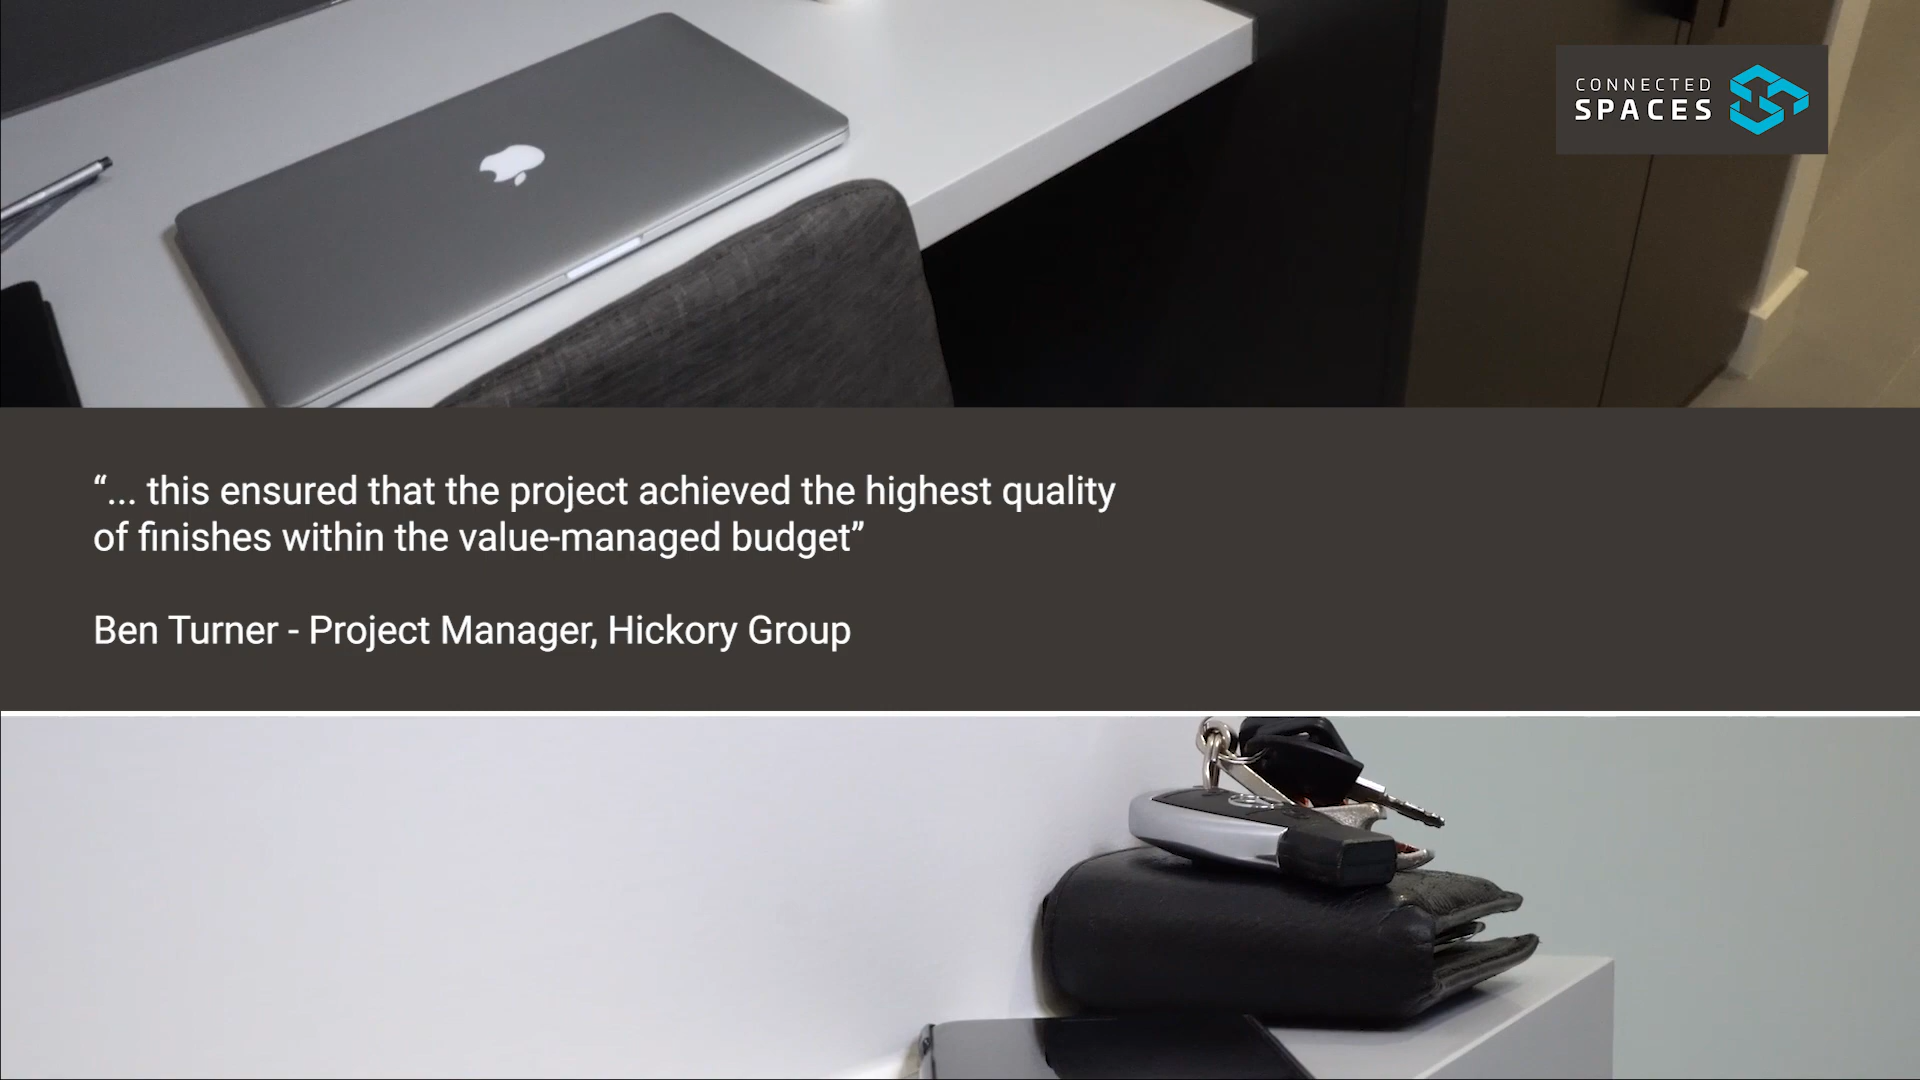 CONNECTED
SPACES
“... this ensured that the project achieved the highest quality
of finishes within the value-managed budget”
Ben Turner - Project Manager, Hickory Group